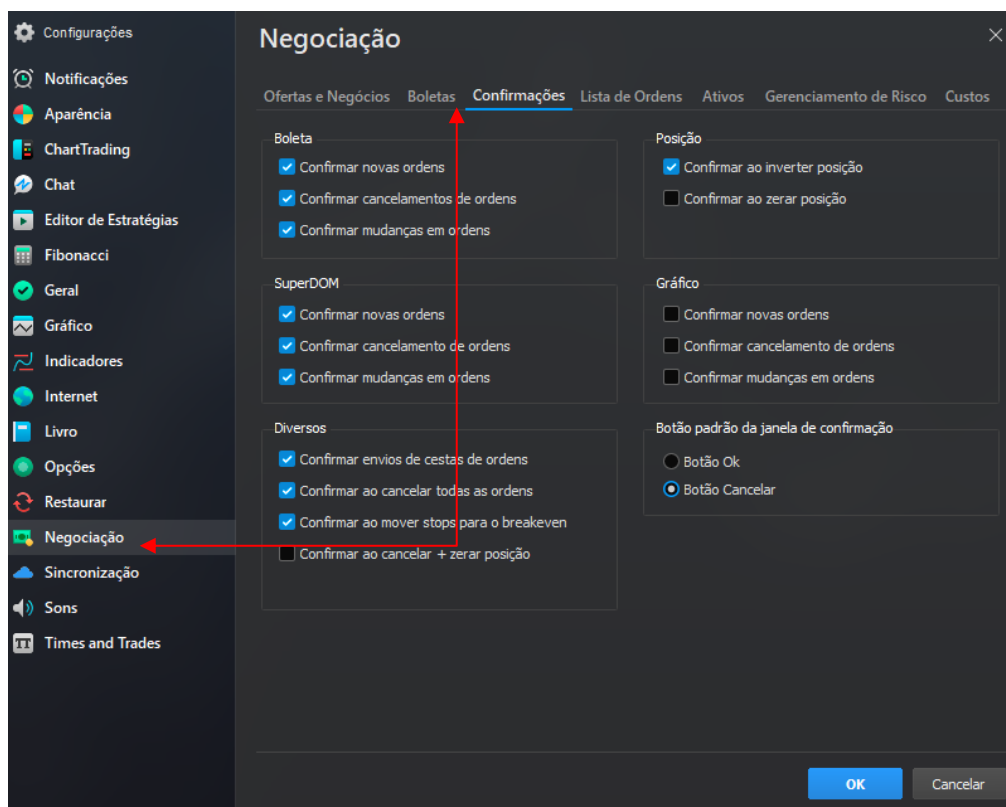 Configurações
Notificações
Aparência
ChartTrading
Chat
Editor de Estratégias
Fibonacci
Geral
Gráfico
Indicadores
Internet
Livro
Opções
Restaurar
Negociação
Sincronização
Sons
TT Times and Trades
Negociação
Ofertas e Negócios Boletas Confirmações Lista de Ordens Ativos Gerenciamento de Risco Custos
Boleta
Confirmar novas ordens
Confirmar cancelamentos de ordens
Confirmar mudanças em ordens
Posição
Confirmar ao inverter posição
Confirmar ao zerar posição
SuperDOM
Confirmar novas ordens
Confirmar cancelamento de ordens
Confirmar mudanças em ordens
Gráfico
Confirmar novas ordens
Confirmar cancelamento de ordens
Confirmar mudanças em ordens
Diversos
Confirmar envios de cestas de ordens
Confirmar ao cancelar todas as ordens
Confirmar ao mover stops para o breakeven
Confirmar ao cancelar + zerar posição
Botão padrão da janela de confirmação
Botão Ok
Botão Cancelar
OK Cancelar